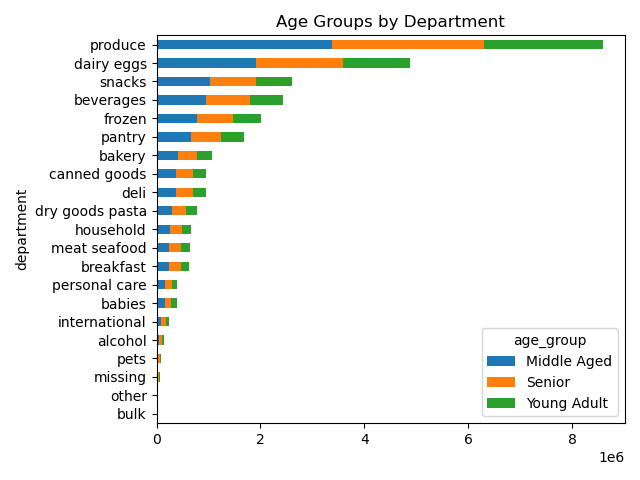 Age Groups by Department
department
produce
dairy eggs
snacks
beverages
frozen
pantry
bakery
canned goods
deli
dry goods pasta
household
meat seafood
breakfast
personal care
babies
international
alcohol
pets
missing
other
bulk
age_group
Middle Aged
Senior
Young Adult
0 2 4 6 8
1e6